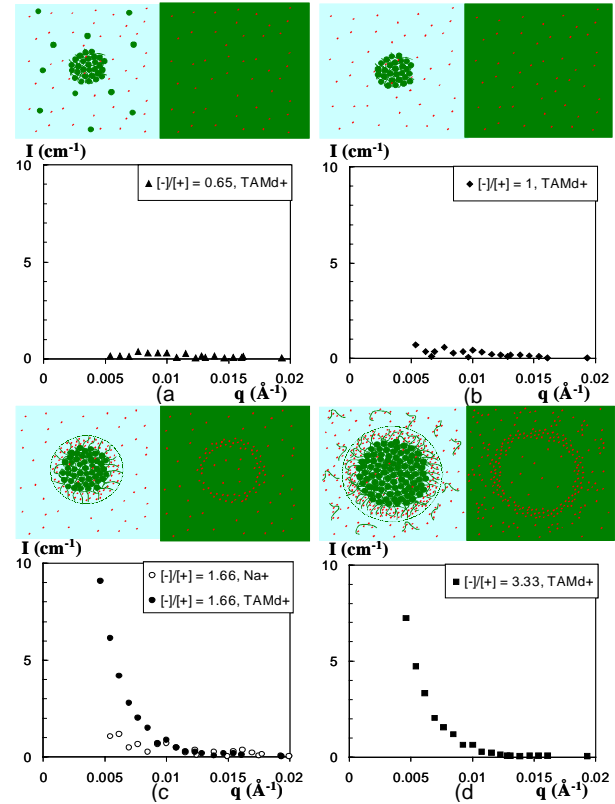 I (cm-1)
10
5
0
▲ [-]/[+] = 0.65, TAMd+
0 0.005 0.01 0.015 0.02
(a
q (Å-1)
I (cm-1)
10
5
0
◆ [-]/[+] = 1, TAMd+
0 0.005 0.01 0.015 0.02
(b
q (Å-1)
I (cm-1)
10
5
0
○ [-]/[+] = 1.66, Na+
● [-]/[+] = 1.66, TAMd+
0 0.005 0.01 0.015 0.02
(c
q (Å-1)
I (cm-1)
10
5
0
■ [-]/[+] = 3.33, TAMd+
0 0.005 0.01 0.015 0.02
(d
q (Å-1)